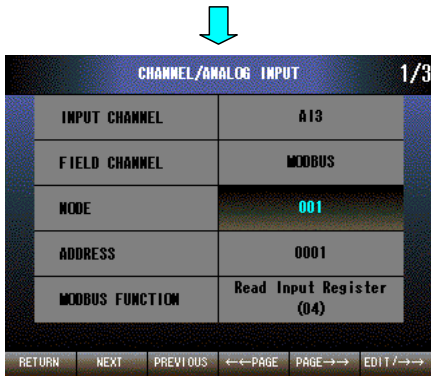 CHANNEL/ANALOG INPUT 1/3
INPUT CHANNEL AI3
FIELD CHANNEL MODBUS
NODE 001
ADDRESS 0001
MODBUS FUNCTION Read Input Register
(04)
RETURN NEXT PREVIOUS ←←PAGE PAGE→→ EDIT/→→